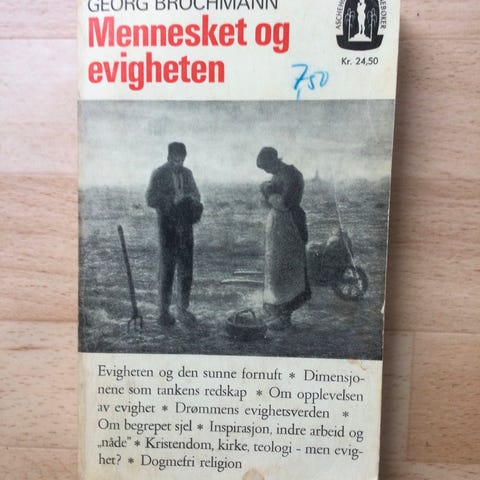 GEORG BROCHMANN
Mennesket og
evigheten
Kr. 24,50
7,50
Evigheten og den sunne fornuft * Dimensjo-
nene som tankens redskap * Om opplevelsen
av evighet * Drømmens evighetsverden *
Om begrepet sjel * Inspirasjon, indre arbeid og
„nåde” * Kristendom, kirke, teologi - men evig-
het? * Dogmefri religion